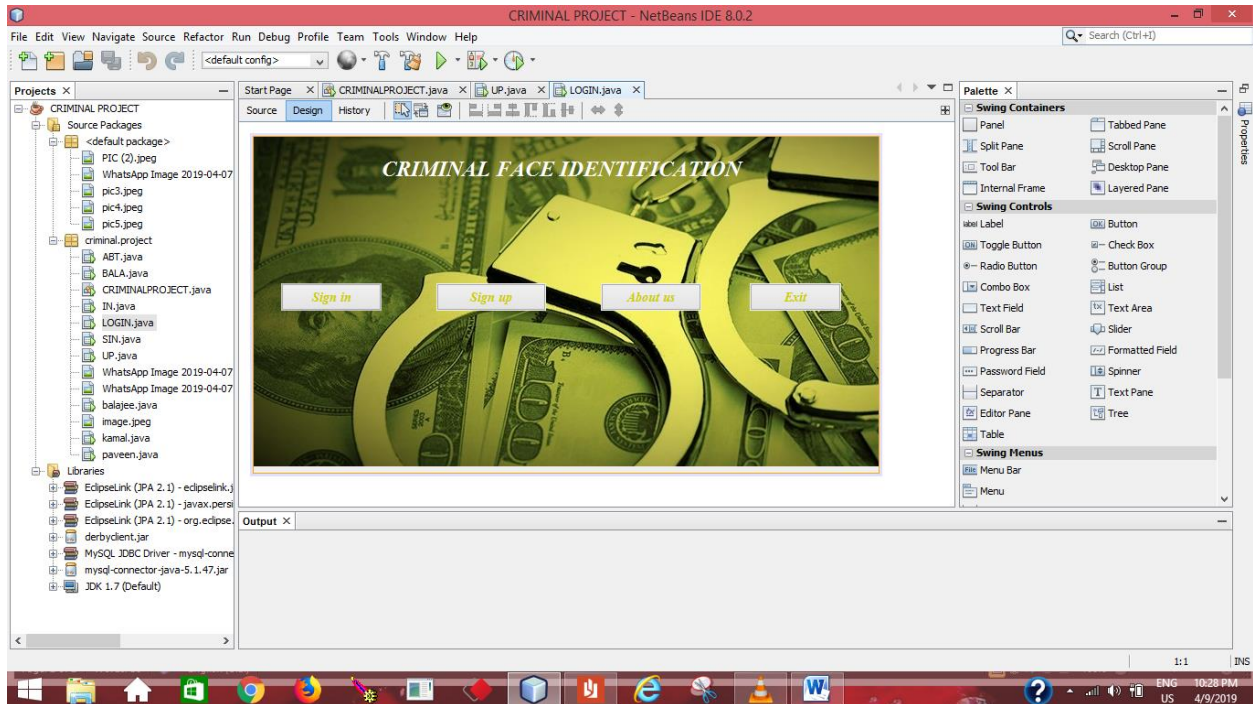 CRIMINAL PROJECT - NetBeans IDE 8.0.2
File Edit View Navigate Source Refactor Run Debug Profile Team Tools Window Help
Search (Ctrl+I)
<default config>
Projects
CRIMINAL PROJECT
Source Packages
<default package>
PIC (2).jpeg
WhatsApp Image 2019-04-07
pic3.jpeg
pic4.jpeg
pic5.jpeg
criminal.project
ABT.java
BALA.java
CRIMINALPROJECT.java
IN.java
LOGIN.java
SIN.java
UP.java
WhatsApp Image 2019-04-07
WhatsApp Image 2019-04-07
balajee.java
image.jpeg
kamal.java
paveen.java
Libraries
EclipseLink (JPA 2.1) - eclipselink.j
EclipseLink (JPA 2.1) - javax.persi
EclipseLink (JPA 2.1) - org.eclipse.
derbyclient.jar
MySQL JDBC Driver - mysql-conne
mysql-connector-java-5.1.47.jar
JDK 1.7 (Default)
Start Page CRIMINALPROJECT.java UP.java LOGIN.java
Source Design History
CRIMINAL FACE IDENTIFICATION
Sign in Sign up About us Exit
Output
Palette
Swing Containers
Panel Tabbed Pane
Split Pane Scroll Pane
Tool Bar Desktop Pane
Internal Frame Layered Pane
Swing Controls
label Label OK Button
ON Toggle Button Check Box
Radio Button Button Group
Combo Box List
Text Field Text Area
Scroll Bar Slider
Progress Bar Formatted Field
Password Field Spinner
Separator T Text Pane
Editor Pane Tree
Table
Swing Menus
File Menu Bar
Menu
Properties
1:1 INS
ENG 10:28 PM
US 4/9/2019